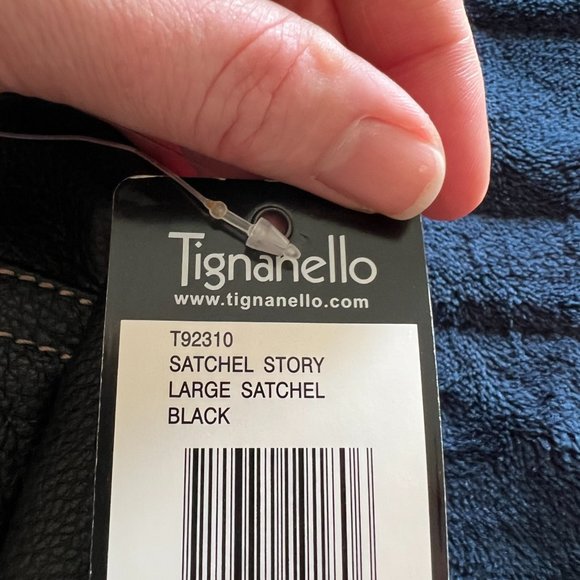 Tignanello
www.tignanello.com
T92310
SATCHEL STORY
LARGE SATCHEL
BLACK